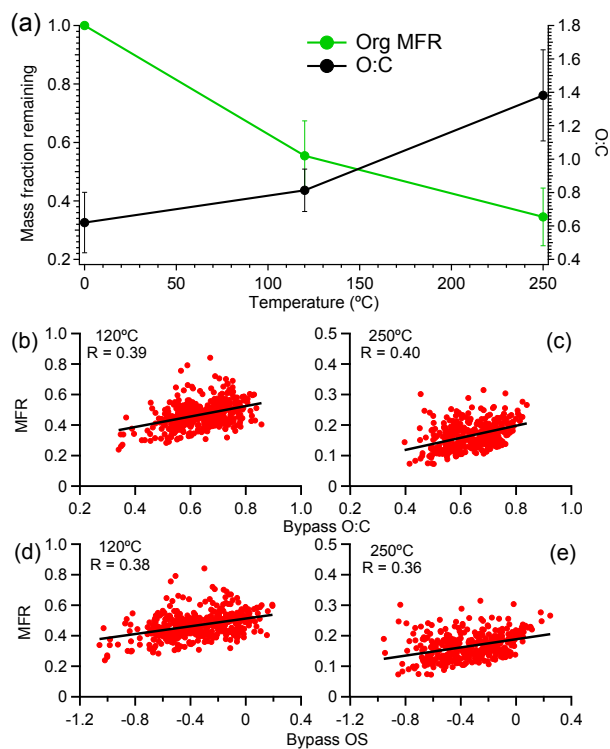 (a)
Org MFR
O:C
1.0
0.8
0.6
0.4
0.2
Mass fraction remaining
1.8
1.6
1.4
1.2
1.0
0.8
0.6
0.4
O:C
0 50 100 150 200 250
Temperature (ºC)
(b)
120ºC
R = 0.39
1.0
0.8
0.6
0.4
0.2
0
MFR
0.2 0.4 0.6 0.8 1.0
(c)
250ºC
R = 0.40
0.5
0.4
0.3
0.2
0.1
0
0.2 0.4 0.6 0.8 1.0
Bypass O:C
(d)
120ºC
R = 0.38
1.0
0.8
0.6
0.4
0.2
0
MFR
-1.2 -0.8 -0.4 0 0.4
(e)
250ºC
R = 0.36
0.5
0.4
0.3
0.2
0.1
0
-1.2 -0.8 -0.4 0 0.4
Bypass OS